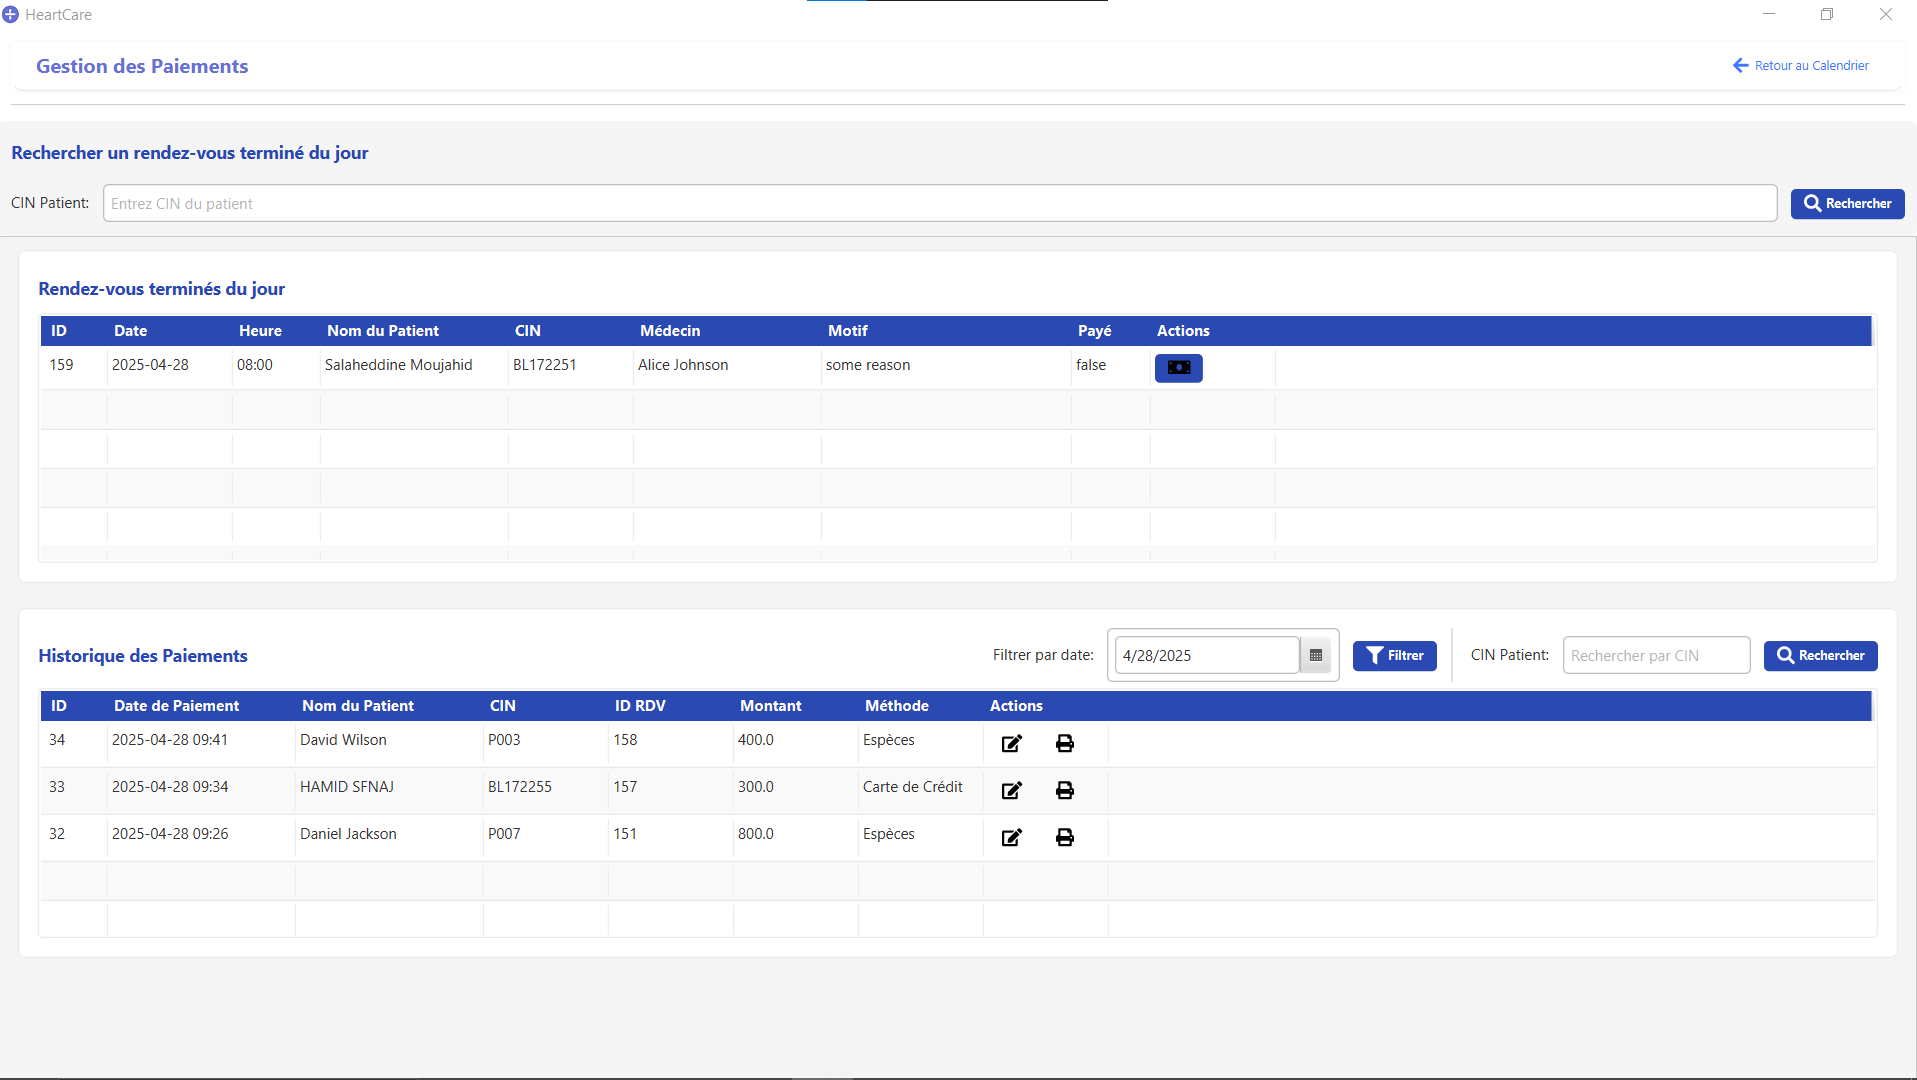 HeartCare
Gestion des Paiements
Retour au Calendrier
Rechercher un rendez-vous terminé du jour
CIN Patient: Entrez CIN du patient Rechercher
Rendez-vous terminés du jour
ID Date Heure Nom du Patient CIN Médecin Motif Payé Actions
159 2025-04-28 08:00 Salaheddine Moujahid BL172251 Alice Johnson some reason false
Historique des Paiements Filtrer par date: 4/28/2025 Filtrer CIN Patient: Rechercher par CIN Rechercher
ID Date de Paiement Nom du Patient CIN ID RDV Montant Méthode Actions
34 2025-04-28 09:41 David Wilson P003 158 400.0 Espèces
33 2025-04-28 09:34 HAMID SFNAJ BL172255 157 300.0 Carte de Crédit
32 2025-04-28 09:26 Daniel Jackson P007 151 800.0 Espèces